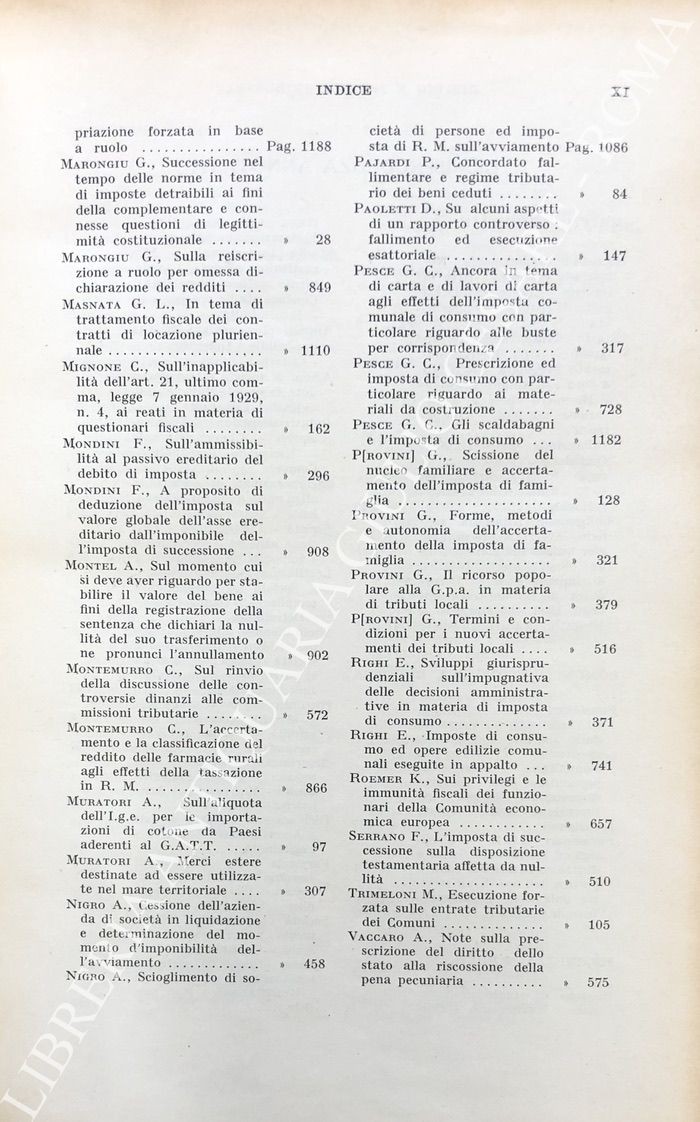 INDICE XI
priazione forzata in base
a ruolo ................ Pag. 1188
MARONGIU G., Successione nel
tempo delle norme in tema
di imposte detraibili ai fini
della complementare e con-
nesse questioni di legitti-
mità costituzionale ....... » 28
MARONGIU G., Sulla reiscri-
zione a ruolo per omessa di-
chiarazione dei redditi .... » 849
MASNATA G. L., In tema di
trattamento fiscale dei con-
tratti di locazione plurien-
nale ..................... » 1110
MIGNONE C., Sull'inapplicabi-
lità dell'art. 21, ultimo com-
ma, legge 7 gennaio 1929,
n. 4, ai reati in materia di
questionari fiscali ........ » 162
MONDINI F., Sull'ammissibi-
lità al passivo ereditario del
debito di imposta ........ » 296
MONDINI F., A proposito di
deduzione dell'imposta sul
valore globale dell'asse ere-
ditario dall'imponibile del-
l'imposta di successione ... » 908
MONTEL A., Sul momento cui
si deve aver riguardo per sta-
bilire il valore del bene ai
fini della registrazione della
sentenza che dichiari la nul-
lità del suo trasferimento o
ne pronunci l'annullamento » 902
MONTEMURRO C., Sul rinvio
della discussione delle con-
troversie dinanzi alle com-
missioni tributarie ........ » 572
MONTEMURRO C., L'accerta-
mento e la classificazione del
reddito delle farmacie rurali
agli effetti della tassazione
in R. M. ................ » 866
MURATORI A., Sull'aliquota
dell'I.g.e. per le importa-
zioni di cotone da Paesi
aderenti al G.A.T.T. ..... » 97
MURATORI A., Merci estere
destinate ad essere utilizza-
te nel mare territoriale .... » 307
NIGRO A., Cessione dell'azien-
da di società in liquidazione
e determinazione del mo-
mento d'imponibilità del-
l'avviamento ............. » 458
NIGRO A., Scioglimento di so-
cietà di persone ed impo-
sta di R. M. sull'avviamento Pag. 1086
PAJARDI P., Concordato fal-
limentare e regime tributa-
rio dei beni ceduti ........ » 84
PAOLETTI D., Su alcuni aspetti
di un rapporto controverso :
fallimento ed esecuzione
esattoriale ............... » 147
PESCE G. C., Ancora in tema
di carta e di lavori di carta
agli effetti dell'imposta co-
munale di consumo con par-
ticolare riguardo alle buste
per corrispondenza ....... » 317
PESCE G. C., Prescrizione ed
imposta di consumo con par-
ticolare riguardo ai mate-
riali da costruzione ....... » 728
PESCE G. C., Gli scaldabagni
e l'imposta di consumo ... » 1182
P[ROVINI] G., Scissione del
nucleo familiare e accerta-
mento dell'imposta di fami-
glia ..................... » 128
PROVINI G., Forme, metodi
e autonomia dell'accerta-
mento della imposta di fa-
miglia ................... » 321
PROVINI G., Il ricorso popo-
lare alla G.p.a. in materia
di tributi locali .......... » 379
P[ROVINI] G., Termini e con-
dizioni per i nuovi accerta-
menti dei tributi locali .... » 516
RIGHI E., Sviluppi giurispru-
denziali sull'impugnativa
delle decisioni amministra-
tive in materia di imposta
di consumo .............. » 371
RIGHI E., Imposte di consu-
mo ed opere edilizie comu-
nali eseguite in appalto ... » 741
ROEMER K., Sui privilegi e le
immunità fiscali dei funzio-
nari della Comunità econo-
mica europea ............ » 657
SERRANO F., L'imposta di suc-
cessione sulla disposizione
testamentaria affetta da nul-
lità ..................... » 510
TRIMELONI M., Esecuzione for-
zata sulle entrate tributarie
dei Comuni .............. » 105
VACCARO A., Note sulla pre-
scrizione del diritto dello
stato alla riscossione della
pena pecuniaria .......... » 575